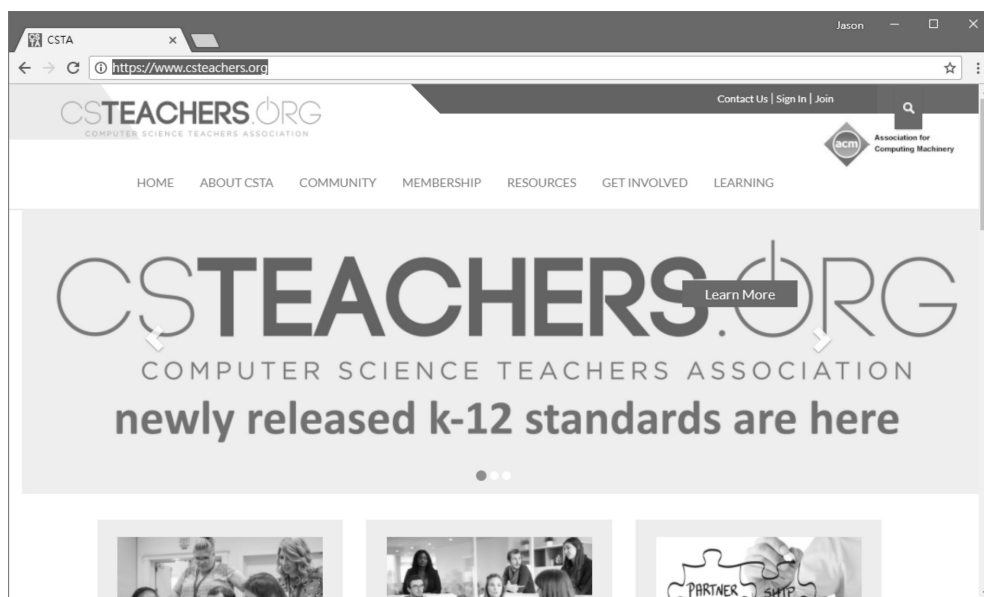 Jason
CSTA
https://www.csteachers.org
Contact Us | Sign In | Join
CSTEACHERS.ORG
COMPUTER SCIENCE TEACHERS ASSOCIATION
acm
Association for
Computing Machinery
HOME ABOUT CSTA COMMUNITY MEMBERSHIP RESOURCES GET INVOLVED LEARNING
CSTEACHERS.ORG
Learn More
COMPUTER SCIENCE TEACHERS ASSOCIATION
newly released k-12 standards are here
PARTNER SHIP